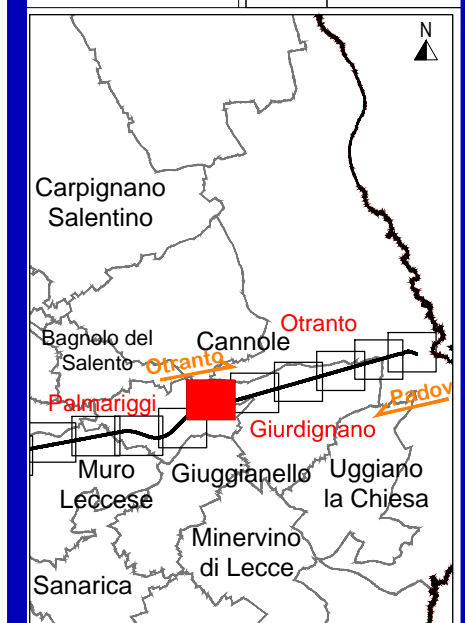 N
Carpignano
Salentino
Otranto
Bagnolo del
Salento
Cannole
Otranto
Palmariggi
Padov
Giurdignano
Muro
Leccese
Giuggianello
Uggiano
la Chiesa
Minervino
di Lecce
Sanarica